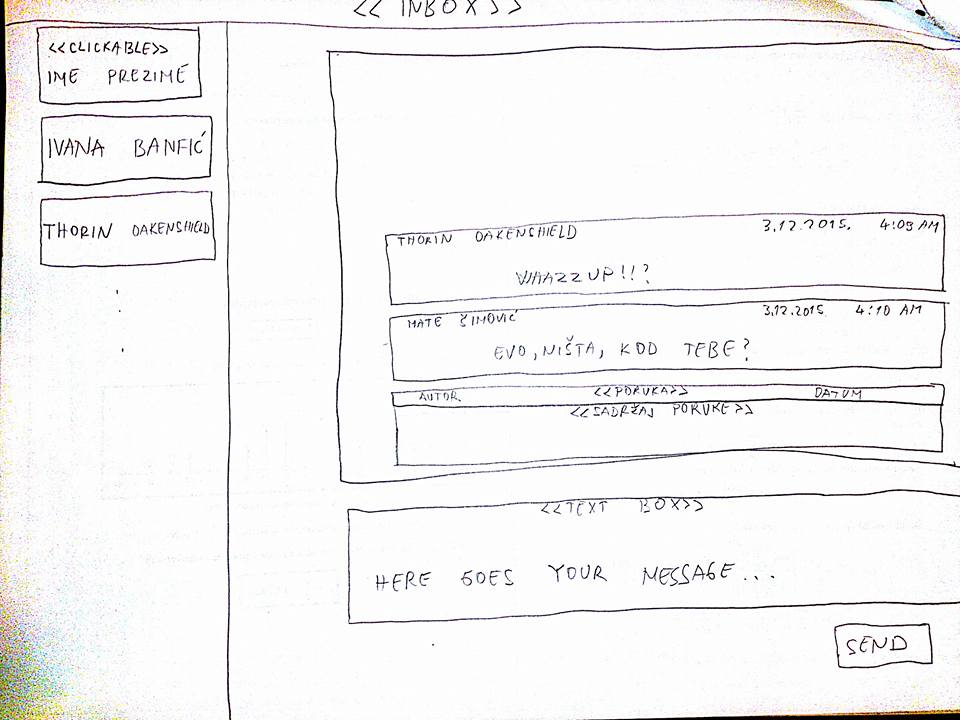 << INBOX >>
<<CLICKABLE>>
IME PREZIME
IVANA BANFIĆ
THORIN OAKENSHIELD
THORIN OAKENSHIELD 3.12.2015. 4:09 AM
WHAZZUP!!?
MATE ŠIMOVIĆ 3.12.2015 4:10 AM
EVO, NIŠTA, KOD TEBE?
AUTOR <<PORUKA>> DATUM
<<SADRŽAJ PORUKE>>
<<TEXT BOX>>
HERE GOES YOUR MESSAGE...
SEND